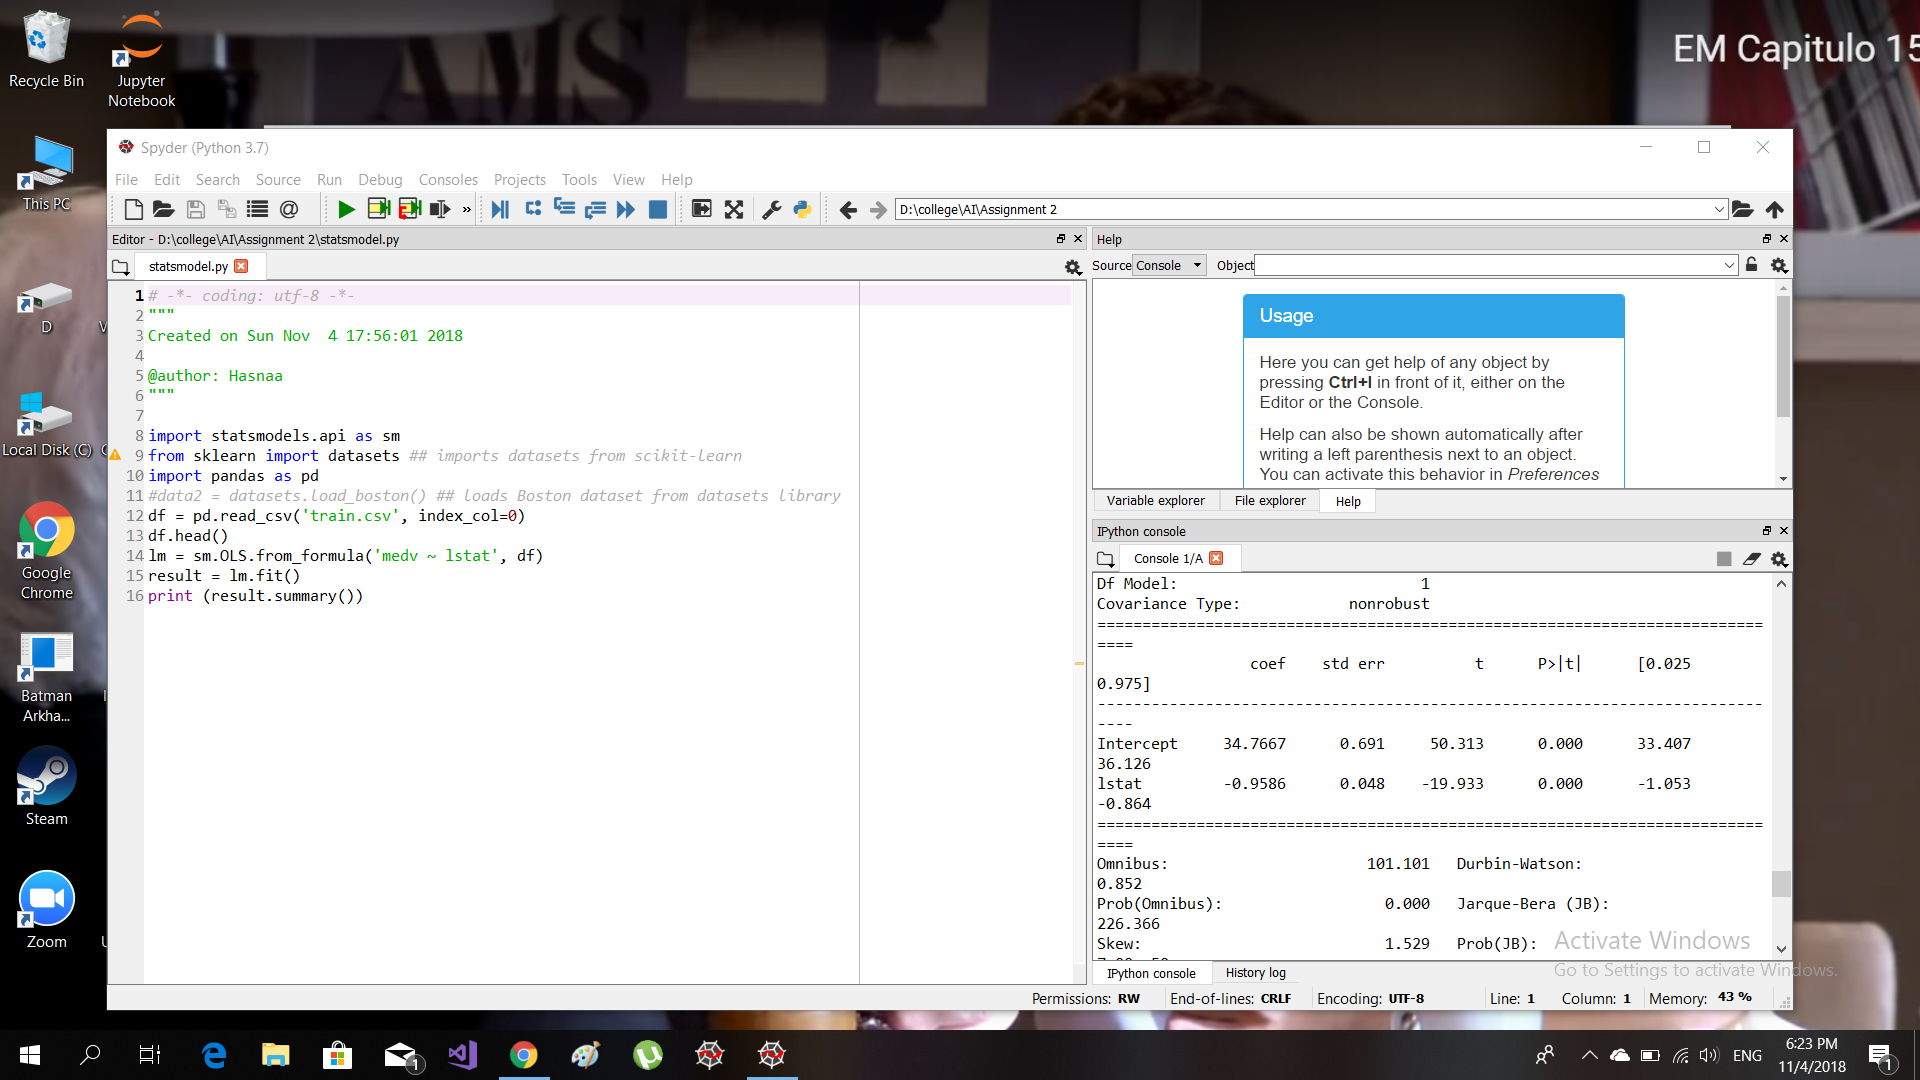 EM Capitulo 15
Recycle Bin
Jupyter
Notebook
This PC
D
Local Disk (C)
Google
Chrome
Batman
Arkha...
Steam
Zoom
Spyder (Python 3.7)
File Edit Search Source Run Debug Consoles Projects Tools View Help
D:\college\AI\Assignment 2
Editor - D:\college\AI\Assignment 2\statsmodel.py
statsmodel.py
1 # -*- coding: utf-8 -*-
2 """
3 Created on Sun Nov  4 17:56:01 2018
4
5 @author: Hasnaa
6 """
7
8 import statsmodels.api as sm
9 from sklearn import datasets ## imports datasets from scikit-learn
10 import pandas as pd
11 #data2 = datasets.load_boston() ## loads Boston dataset from datasets library
12 df = pd.read_csv('train.csv', index_col=0)
13 df.head()
14 lm = sm.OLS.from_formula('medv ~ lstat', df)
15 result = lm.fit()
16 print (result.summary())
Help
Source Console Object
Usage
Here you can get help of any object by
pressing Ctrl+I in front of it, either on the
Editor or the Console.
Help can also be shown automatically after
writing a left parenthesis next to an object.
You can activate this behavior in Preferences
Variable explorer File explorer Help
IPython console
Console 1/A
Df Model: 1
Covariance Type: nonrobust
==========================================================================
====
coef std err t P>|t| [0.025
0.975]
--------------------------------------------------------------------------
----
Intercept 34.7667 0.691 50.313 0.000 33.407
36.126
lstat -0.9586 0.048 -19.933 0.000 -1.053
-0.864
==========================================================================
====
Omnibus: 101.101 Durbin-Watson:
0.852
Prob(Omnibus): 0.000 Jarque-Bera (JB):
226.366
Skew: 1.529 Prob(JB):
Activate Windows
Go to Settings to activate Windows.
IPython console History log
Permissions: RW End-of-lines: CRLF Encoding: UTF-8 Line: 1 Column: 1 Memory: 43 %
1
ENG
6:23 PM
11/4/2018
1